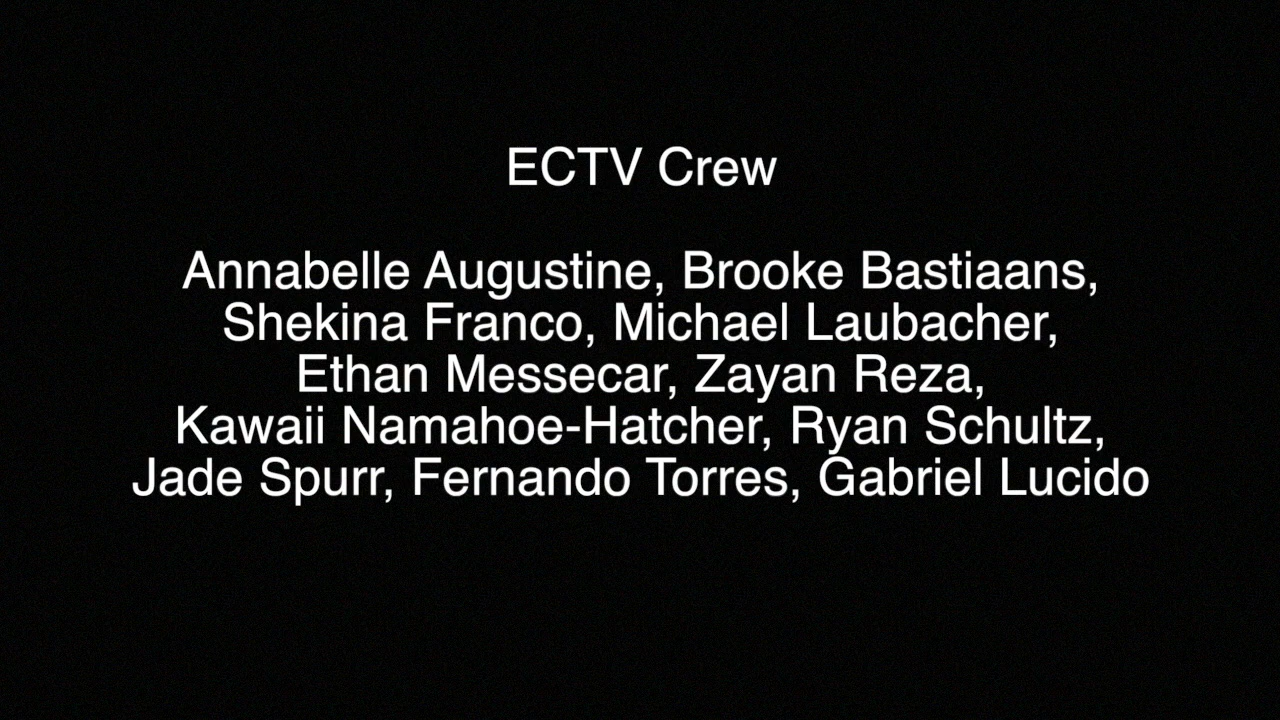 ECTV Crew
Annabelle Augustine, Brooke Bastiaans,
Shekina Franco, Michael Laubacher,
Ethan Messecar, Zayan Reza,
Kawaii Namahoe-Hatcher, Ryan Schultz,
Jade Spurr, Fernando Torres, Gabriel Lucido